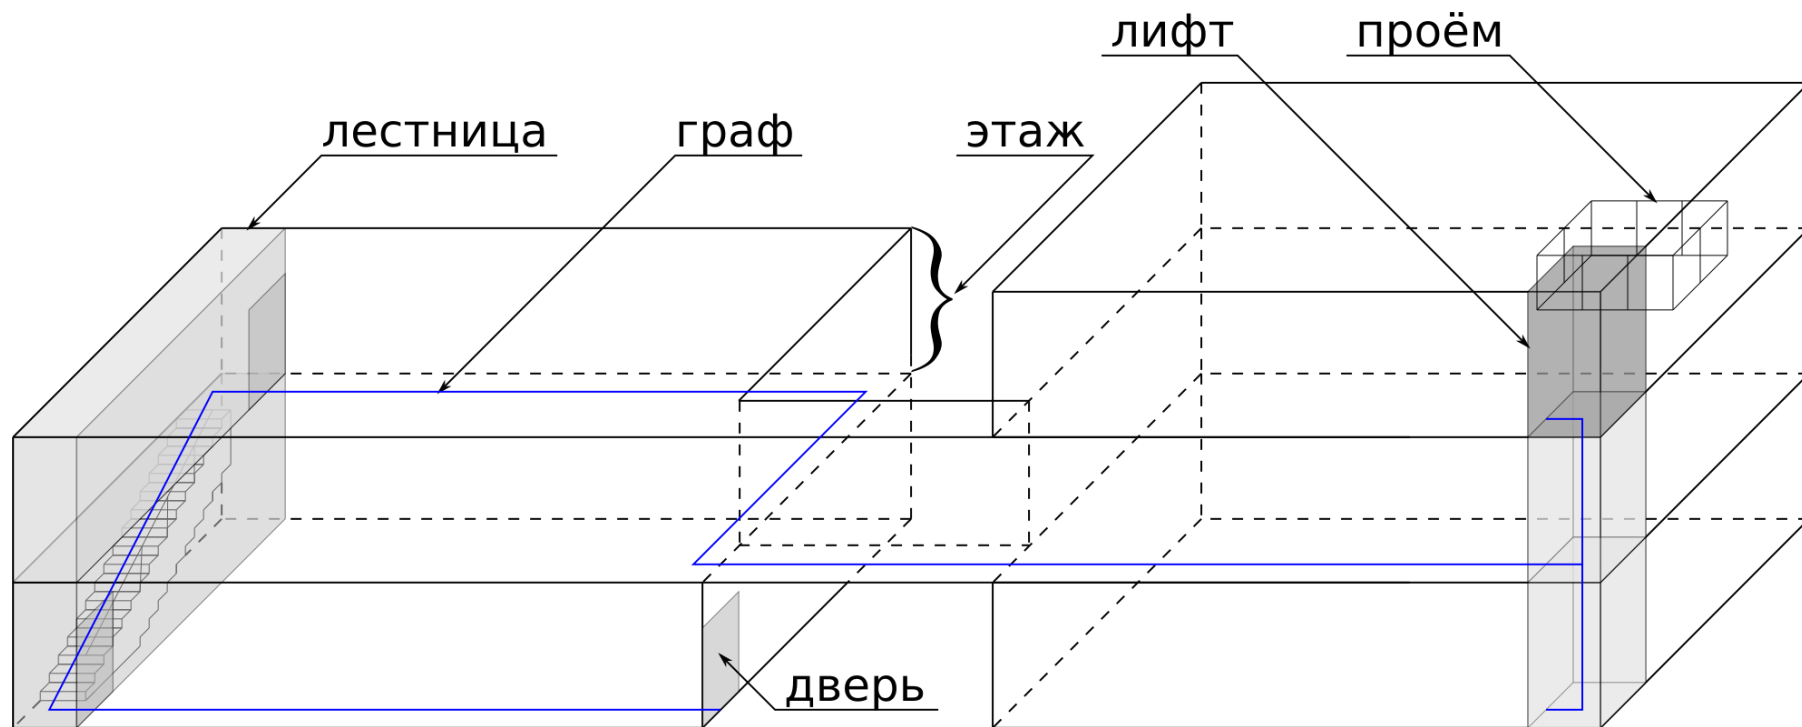 лифт
проём
лестница
граф
этаж
дверь